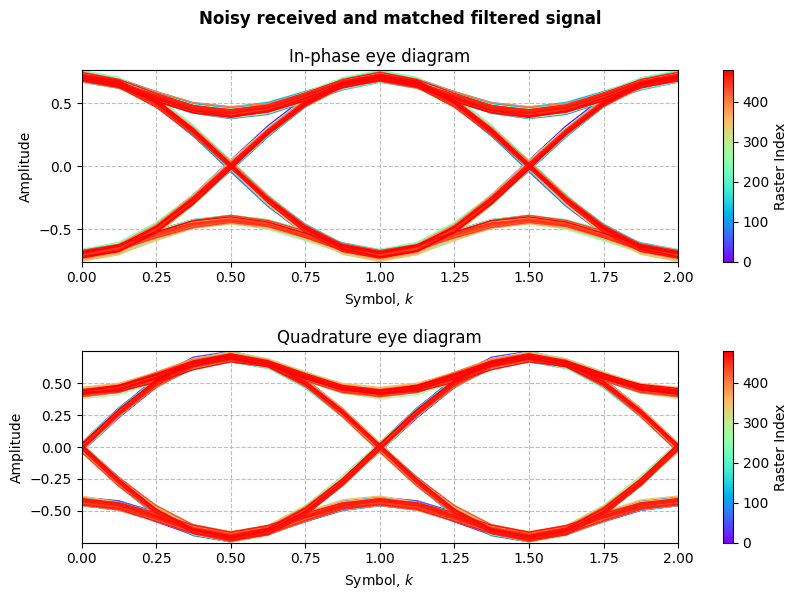 Noisy received and matched filtered signal
In-phase eye diagram
Amplitude
0.5
0.0
−0.5
0.00 0.25 0.50 0.75 1.00 1.25 1.50 1.75 2.00
Symbol, k
400
300
200
100
0
Raster Index
Quadrature eye diagram
Amplitude
0.50
0.25
0.00
−0.25
−0.50
0.00 0.25 0.50 0.75 1.00 1.25 1.50 1.75 2.00
Symbol, k
400
300
200
100
0
Raster Index